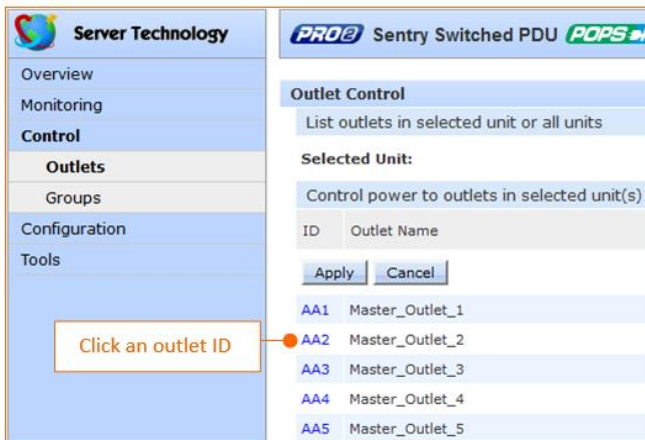 Server Technology
PRO2 Sentry Switched PDU POPS
Overview
Monitoring
Control
Outlets
Groups
Configuration
Tools
Outlet Control
List outlets in selected unit or all units
Selected Unit:
Control power to outlets in selected unit(s)
ID Outlet Name
Apply Cancel
AA1 Master_Outlet_1
Click an outlet ID
AA2 Master_Outlet_2
AA3 Master_Outlet_3
AA4 Master_Outlet_4
AA5 Master_Outlet_5